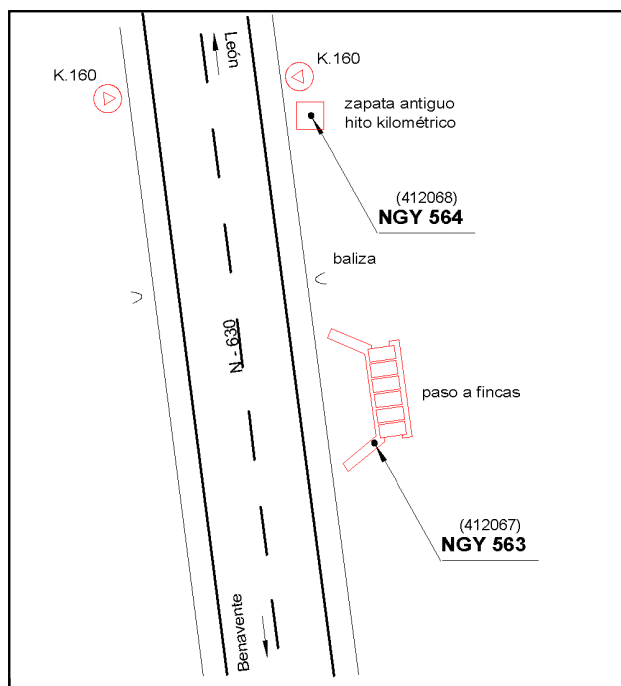 León
K.160
K.160
zapata antiguo
hito kilométrico
(412068)
NGY 564
baliza
N - 630
paso a fincas
(412067)
NGY 563
Benavente